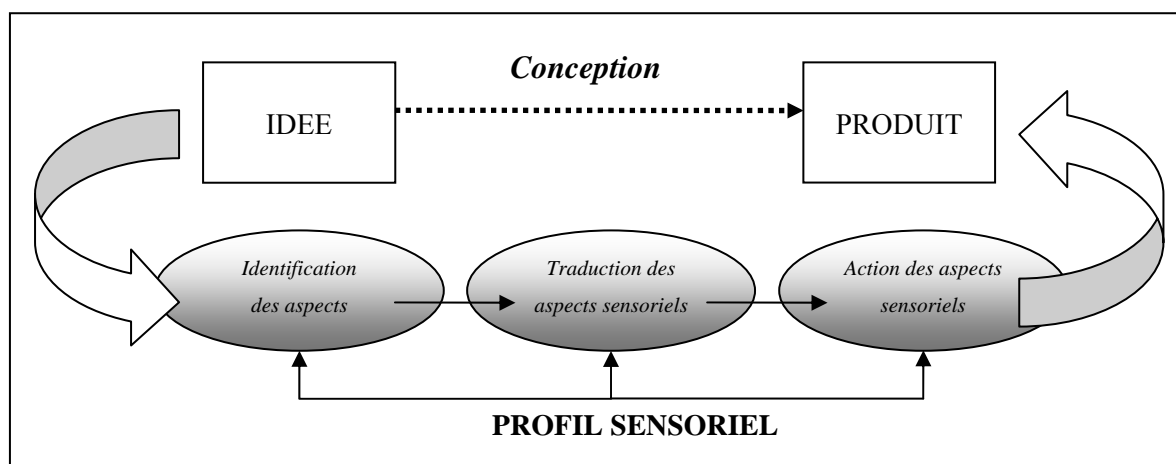 Conception
IDEE
PRODUIT
Identification
des aspects
Traduction des
aspects sensoriels
Action des aspects
sensoriels
PROFIL SENSORIEL